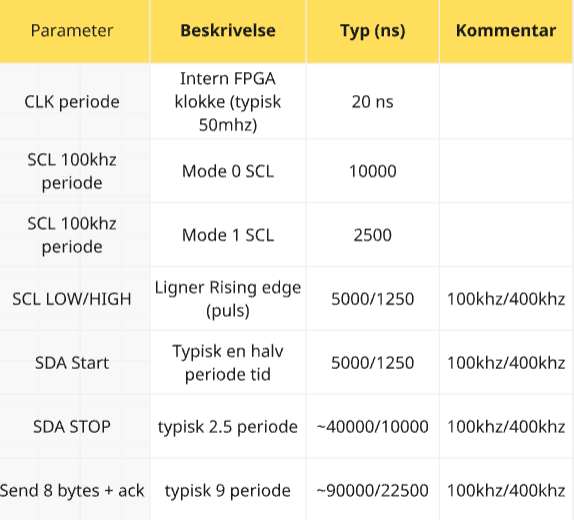 Parameter Beskrivelse Typ (ns) Kommentar
CLK periode Intern FPGA klokke (typisk 50mhz) 20 ns
SCL 100khz periode Mode 0 SCL 10000
SCL 100khz periode Mode 1 SCL 2500
SCL LOW/HIGH Ligner Rising edge (puls) 5000/1250 100khz/400khz
SDA Start Typisk en halv periode tid 5000/1250 100khz/400khz
SDA STOP typisk 2.5 periode ~40000/10000 100khz/400khz
Send 8 bytes + ack typisk 9 periode ~90000/22500 100khz/400khz